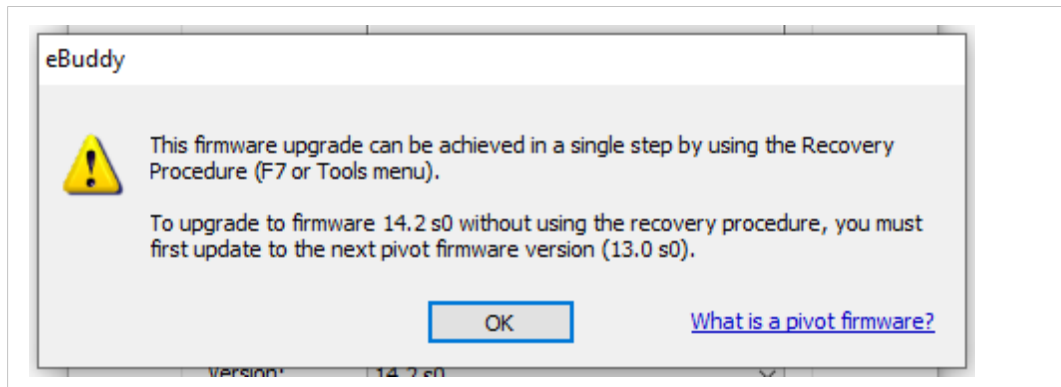 eBuddy
This firmware upgrade can be achieved in a single step by using the Recovery
Procedure (F7 or Tools menu).
To upgrade to firmware 14.2 s0 without using the recovery procedure, you must
first update to the next pivot firmware version (13.0 s0).
OK
What is a pivot firmware?
Version: 14.2 s0